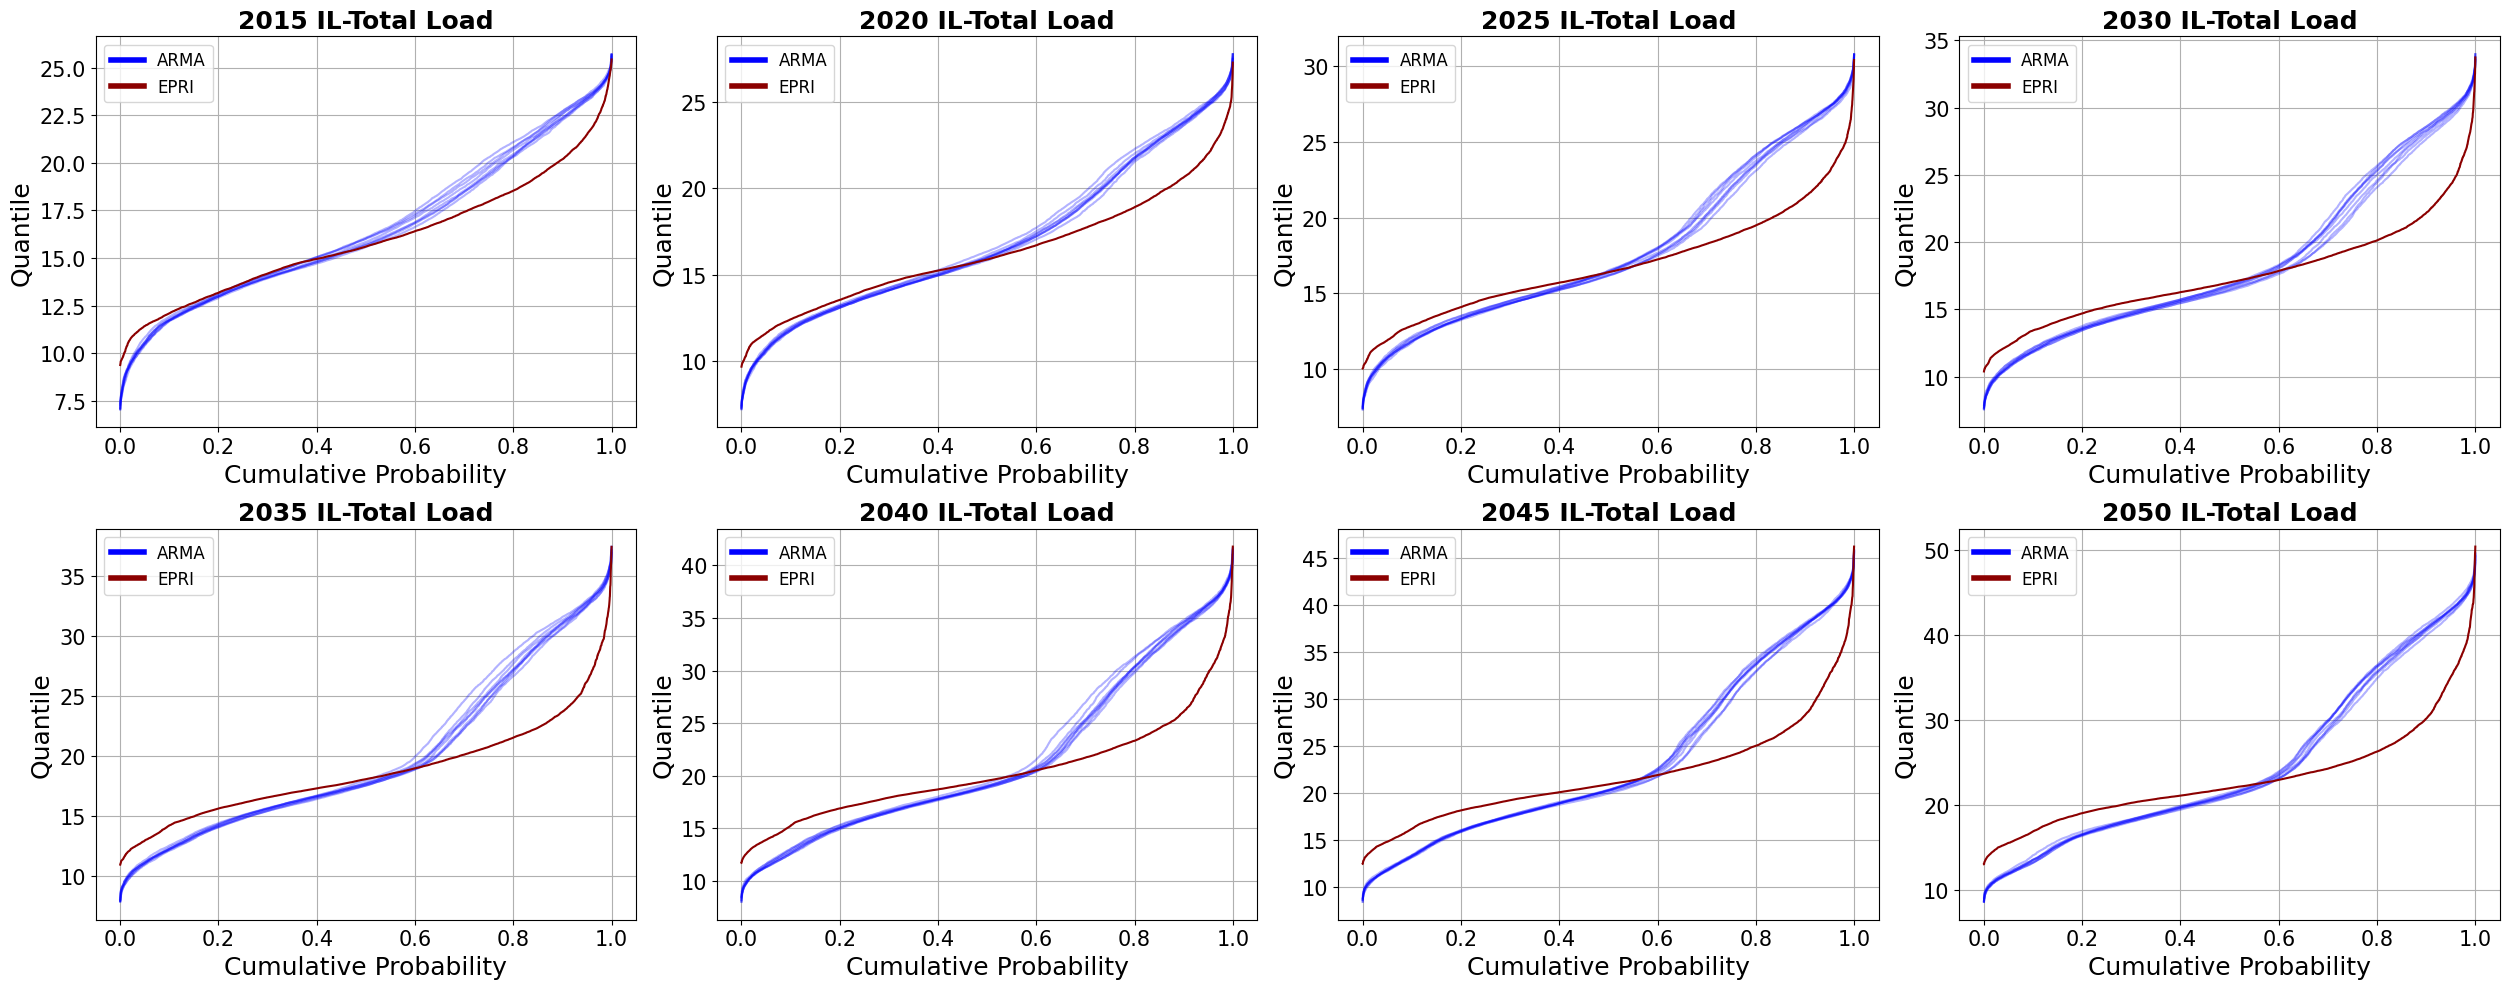 2015 IL-Total Load
ARMA
EPRI
25.0
22.5
20.0
17.5
15.0
12.5
10.0
7.5
Quantile
0.0 0.2 0.4 0.6 0.8 1.0
Cumulative Probability
2020 IL-Total Load
ARMA
EPRI
25
20
15
10
Quantile
0.0 0.2 0.4 0.6 0.8 1.0
Cumulative Probability
2025 IL-Total Load
ARMA
EPRI
30
25
20
15
10
Quantile
0.0 0.2 0.4 0.6 0.8 1.0
Cumulative Probability
2030 IL-Total Load
ARMA
EPRI
35
30
25
20
15
10
Quantile
0.0 0.2 0.4 0.6 0.8 1.0
Cumulative Probability
2035 IL-Total Load
ARMA
EPRI
35
30
25
20
15
10
Quantile
0.0 0.2 0.4 0.6 0.8 1.0
Cumulative Probability
2040 IL-Total Load
ARMA
EPRI
40
35
30
25
20
15
10
Quantile
0.0 0.2 0.4 0.6 0.8 1.0
Cumulative Probability
2045 IL-Total Load
ARMA
EPRI
45
40
35
30
25
20
15
10
Quantile
0.0 0.2 0.4 0.6 0.8 1.0
Cumulative Probability
2050 IL-Total Load
ARMA
EPRI
50
40
30
20
10
Quantile
0.0 0.2 0.4 0.6 0.8 1.0
Cumulative Probability